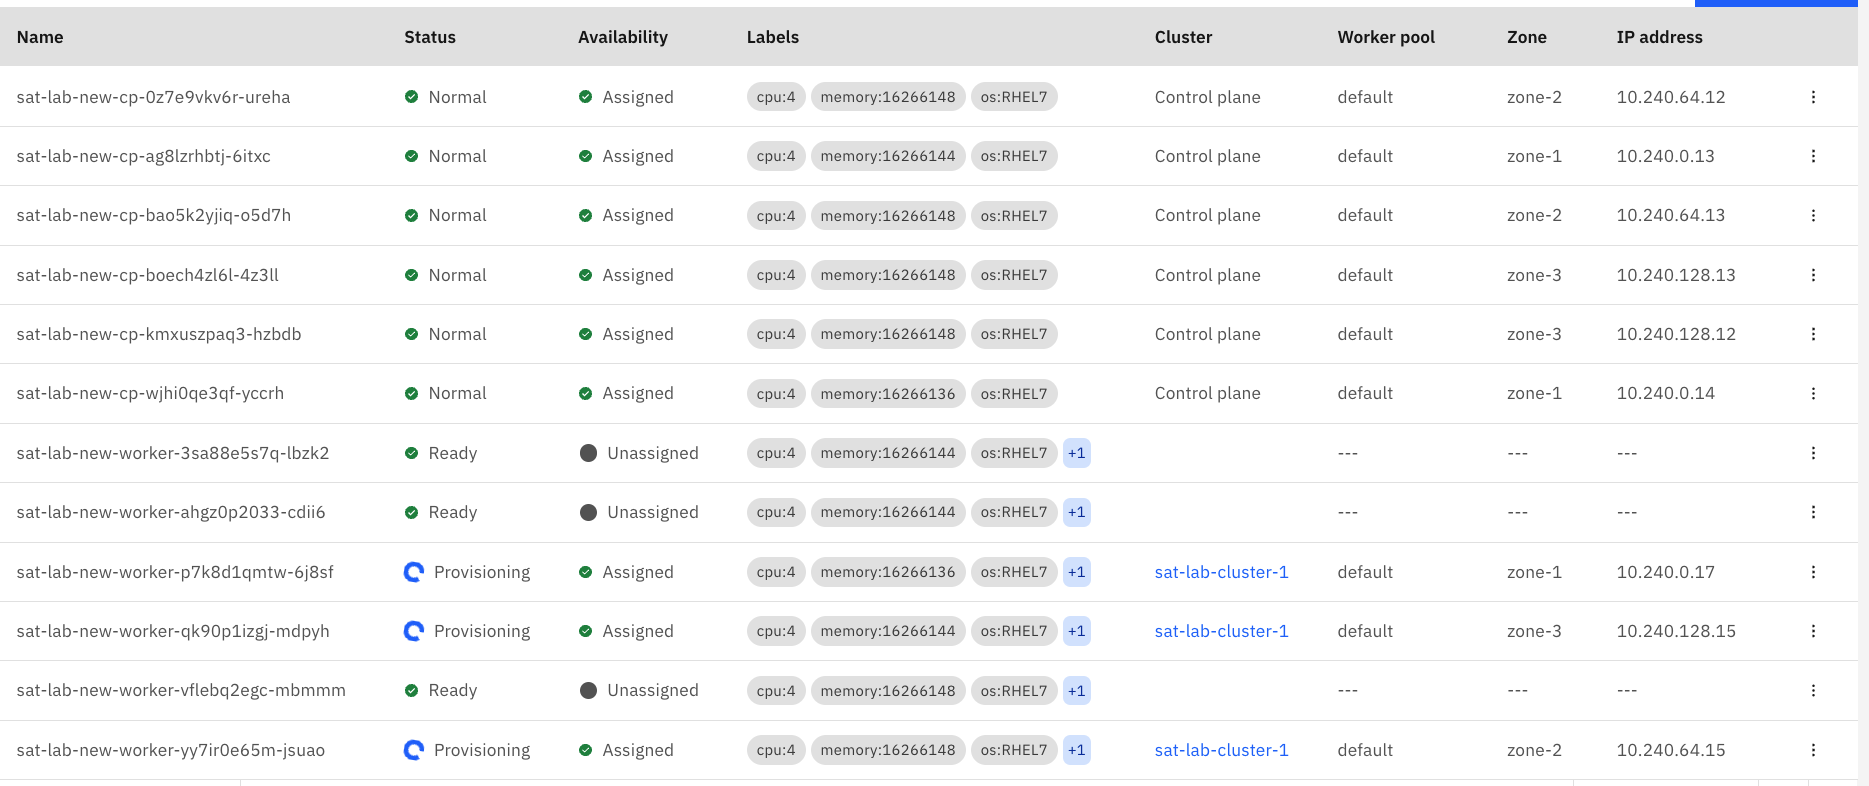 Name Status Availability Labels Cluster Worker pool Zone IP address
sat-lab-new-cp-0z7e9vkv6r-ureha Normal Assigned cpu:4 memory:16266148 os:RHEL7 Control plane default zone-2 10.240.64.12
sat-lab-new-cp-ag8lzrhbtj-6itxc Normal Assigned cpu:4 memory:16266144 os:RHEL7 Control plane default zone-1 10.240.0.13
sat-lab-new-cp-bao5k2yjiq-o5d7h Normal Assigned cpu:4 memory:16266148 os:RHEL7 Control plane default zone-2 10.240.64.13
sat-lab-new-cp-boech4zl6l-4z3ll Normal Assigned cpu:4 memory:16266148 os:RHEL7 Control plane default zone-3 10.240.128.13
sat-lab-new-cp-kmxuszpaq3-hzbdb Normal Assigned cpu:4 memory:16266148 os:RHEL7 Control plane default zone-3 10.240.128.12
sat-lab-new-cp-wjhi0qe3qf-yccrh Normal Assigned cpu:4 memory:16266136 os:RHEL7 Control plane default zone-1 10.240.0.14
sat-lab-new-worker-3sa88e5s7q-lbzk2 Ready Unassigned cpu:4 memory:16266144 os:RHEL7 +1 --- --- ---
sat-lab-new-worker-ahgz0p2033-cdii6 Ready Unassigned cpu:4 memory:16266144 os:RHEL7 +1 --- --- ---
sat-lab-new-worker-p7k8d1qmtw-6j8sf Provisioning Assigned cpu:4 memory:16266136 os:RHEL7 +1 sat-lab-cluster-1 default zone-1 10.240.0.17
sat-lab-new-worker-qk90p1izgj-mdpyh Provisioning Assigned cpu:4 memory:16266144 os:RHEL7 +1 sat-lab-cluster-1 default zone-3 10.240.128.15
sat-lab-new-worker-vflebq2egc-mbmmm Ready Unassigned cpu:4 memory:16266148 os:RHEL7 +1 --- --- ---
sat-lab-new-worker-yy7ir0e65m-jsuao Provisioning Assigned cpu:4 memory:16266148 os:RHEL7 +1 sat-lab-cluster-1 default zone-2 10.240.64.15